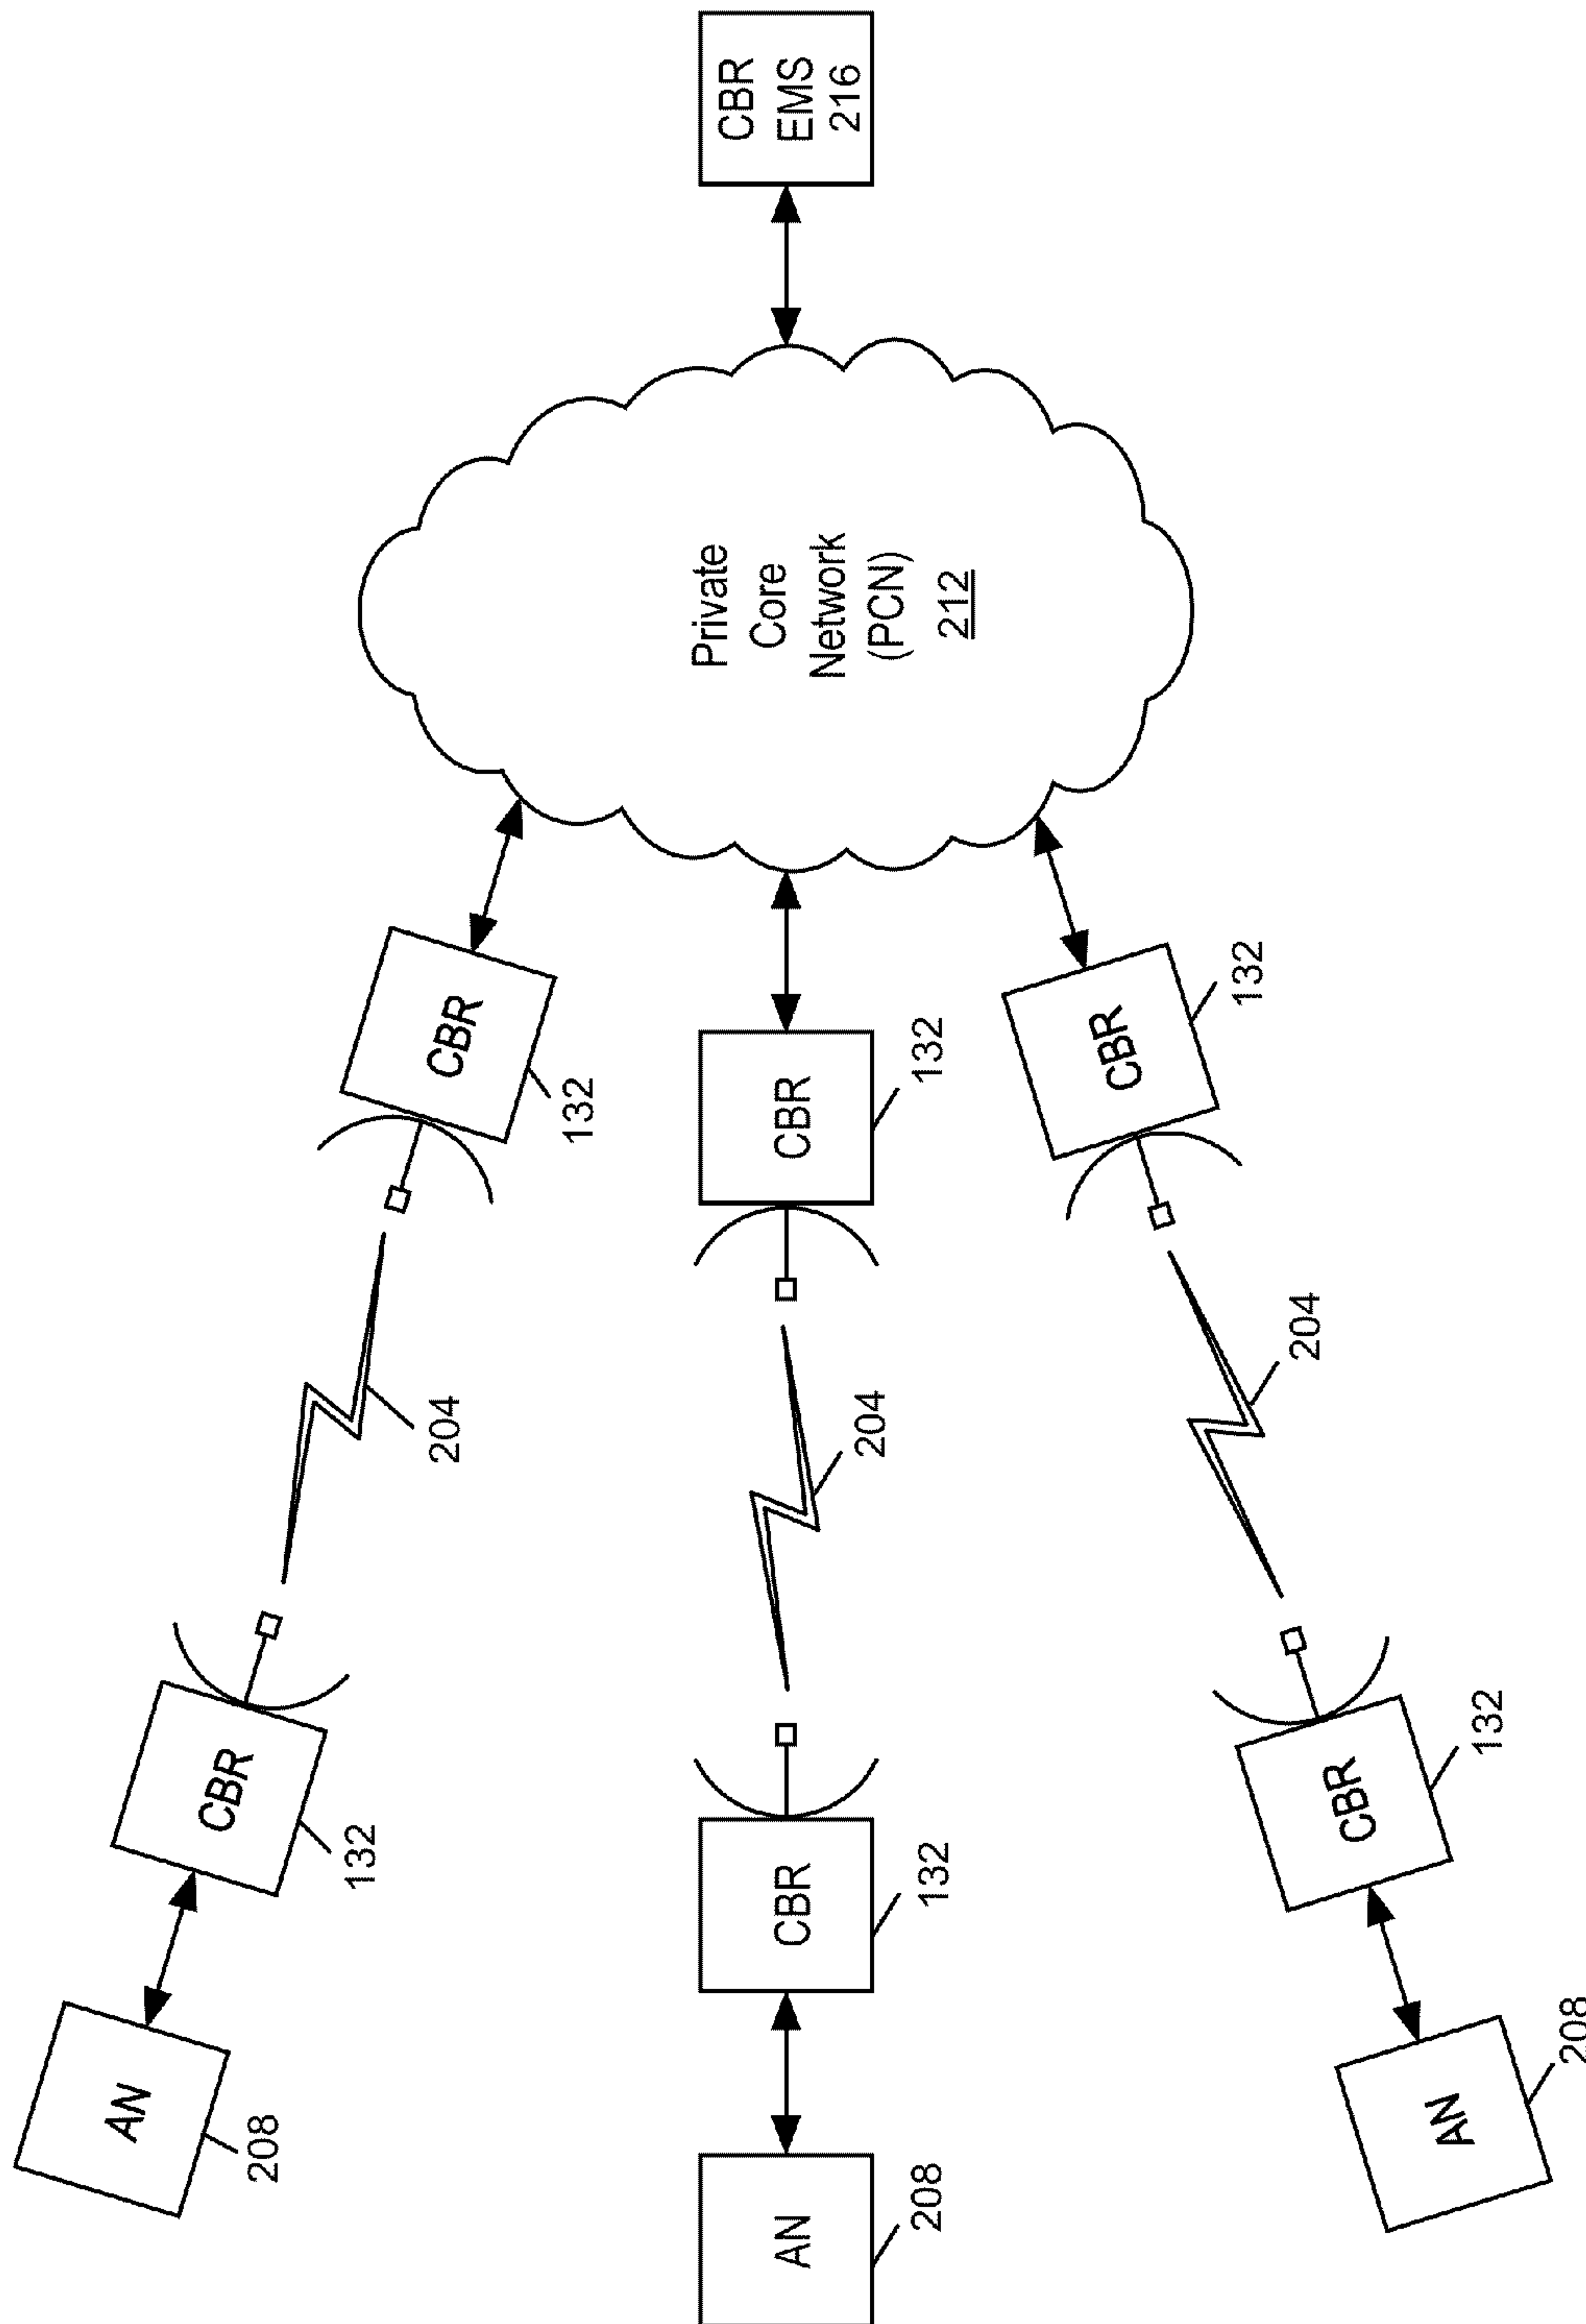 AN
208
CBR
132
204
CBR
132
AN
208
CBR
132
204
CBR
132
AN
208
CBR
132
204
CBR
132
Private
Core
Network
(PCN)
212
CBR
EMS
216